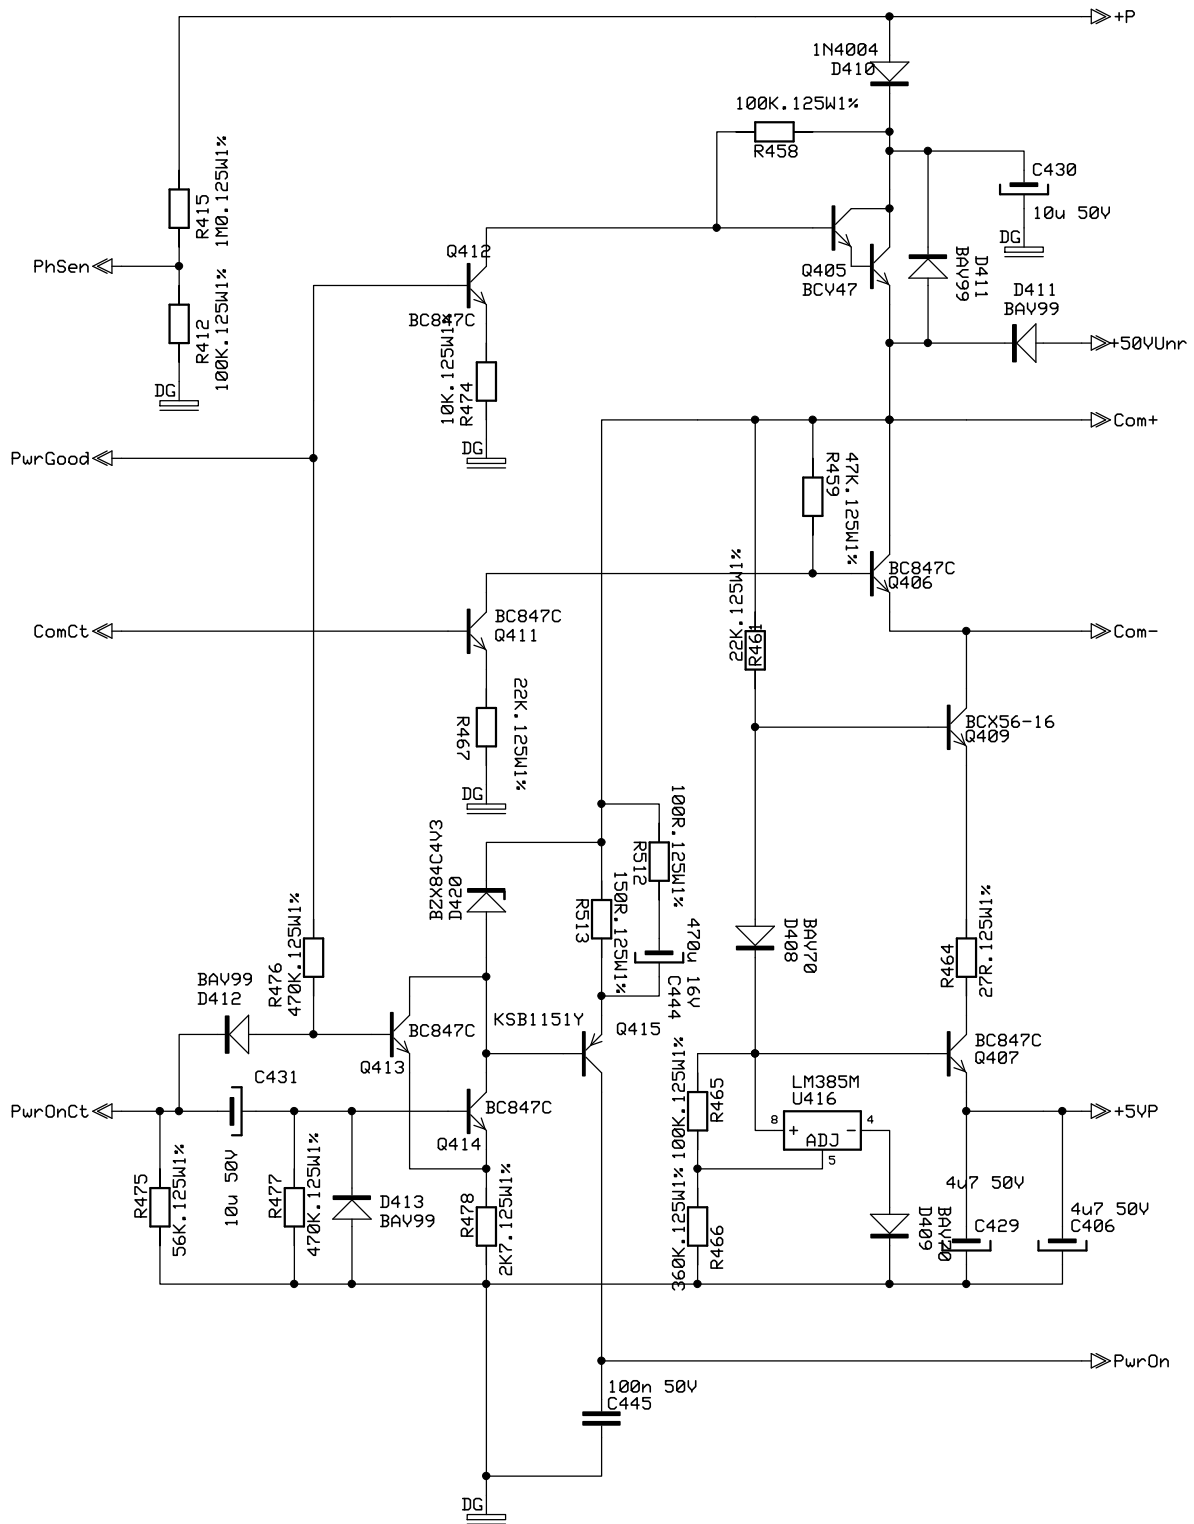 +P
1N4004
D410
100K.125W1%
R458
C430
10u 50V
DG
R415
1M0.125W1%
PhSen
R412
100K.125W1%
DG
Q412
BC847C
10K.125W1%
R474
DG
Q405
BCV47
D411
BAV99
D411
BAV99
+50VUnr
Com+
PwrGood
R459
47K.125W1%
BC847C
Q406
22K.125W1%
R461
ComCt
BC847C
Q411
Com-
R467
22K.125W1%
DG
BCX56-16
Q409
BZX84C4V3
D420
100R.125W1%
R512
150R.125W1%
R513
470u 16V
C444
BAV70
D408
R464
27R.125W1%
R476
470K.125W1%
BAV99
D412
BC847C
Q413
KSB1151Y
Q415
BC847C
Q407
C431
PwrOnCt
10u 50V
BC847C
Q414
R465
100K.125W1%
LM385M
U416
8
+
-
4
ADJ
5
+5VP
R475
56K.125W1%
R477
470K.125W1%
D413
BAV99
R478
2K7.125W1%
R466
360K.125W1%
D409
BAV70
4u7 50V
C429
4u7 50V
C406
PwrOn
100n 50V
C445
DG